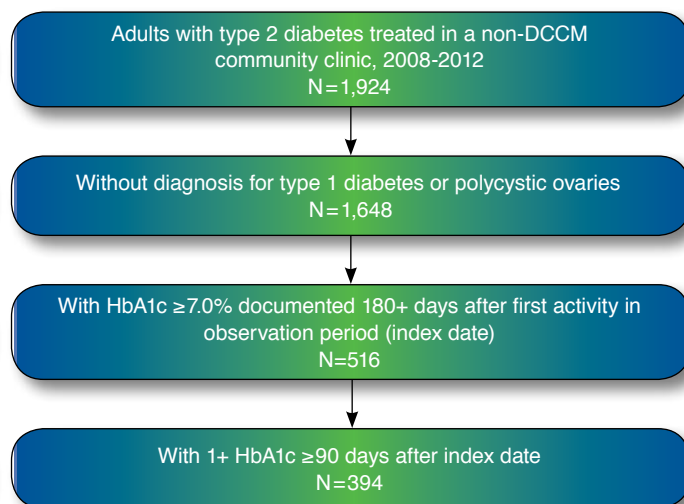 Adults with type 2 diabetes treated in a non-DCCM
community clinic, 2008-2012
N=1,924
Without diagnosis for type 1 diabetes or polycystic ovaries
N=1,648
With HbA1c ≥7.0% documented 180+ days after first activity in
observation period (index date)
N=516
With 1+ HbA1c ≥90 days after index date
N=394